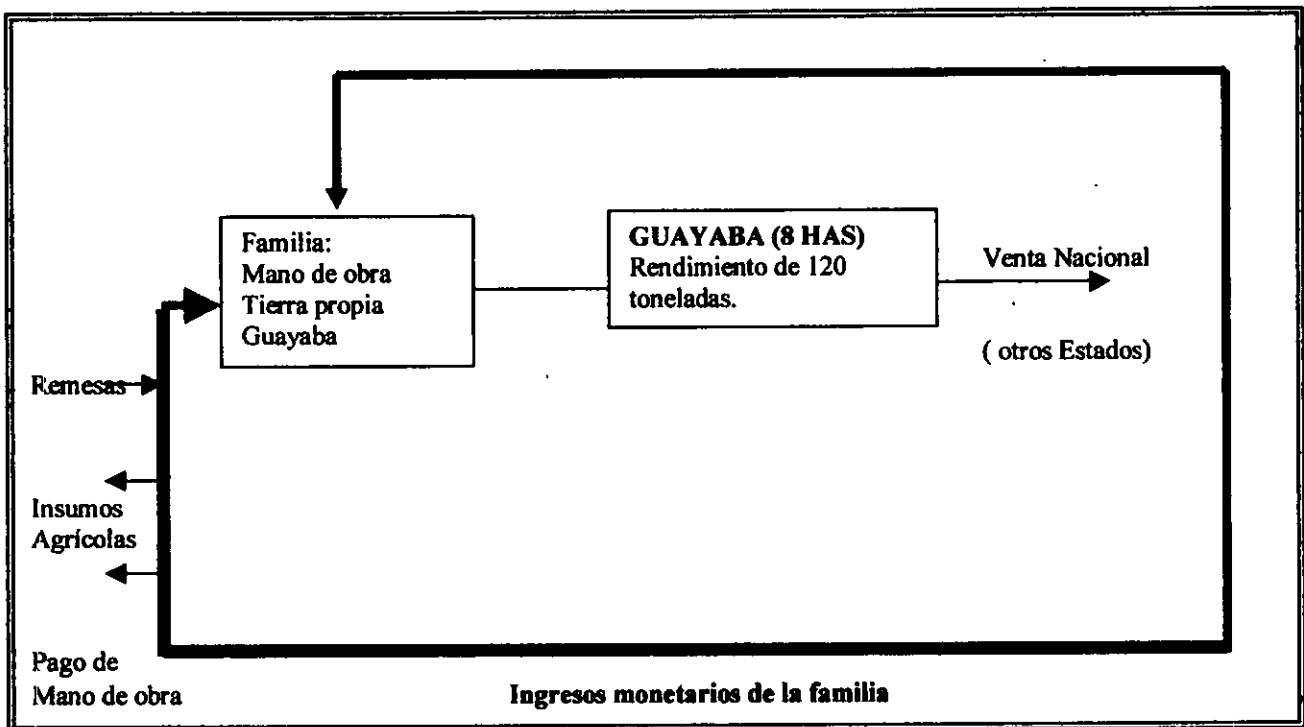 Familia:
Mano de obra
Tierra propia
Guayaba
GUAYABA (8 HAS)
Rendimiento de 120
toneladas.
Venta Nacional
( otros Estados)
Remesas
Insumos
Agrícolas
Pago de
Mano de obra
Ingresos monetarios de la familia